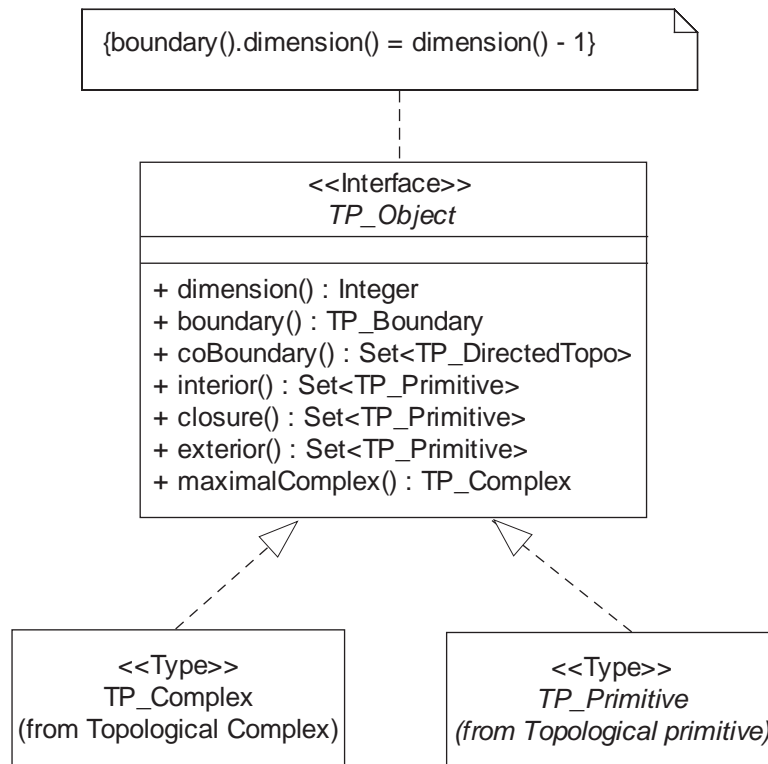 {boundary().dimension() = dimension() - 1}
<<Interface>>
TP_Object
+ dimension() : Integer
+ boundary() : TP_Boundary
+ coBoundary() : Set<TP_DirectedTopo>
+ interior() : Set<TP_Primitive>
+ closure() : Set<TP_Primitive>
+ exterior() : Set<TP_Primitive>
+ maximalComplex() : TP_Complex
<<Type>>
TP_Complex
(from Topological Complex)
<<Type>>
TP_Primitive
(from Topological primitive)